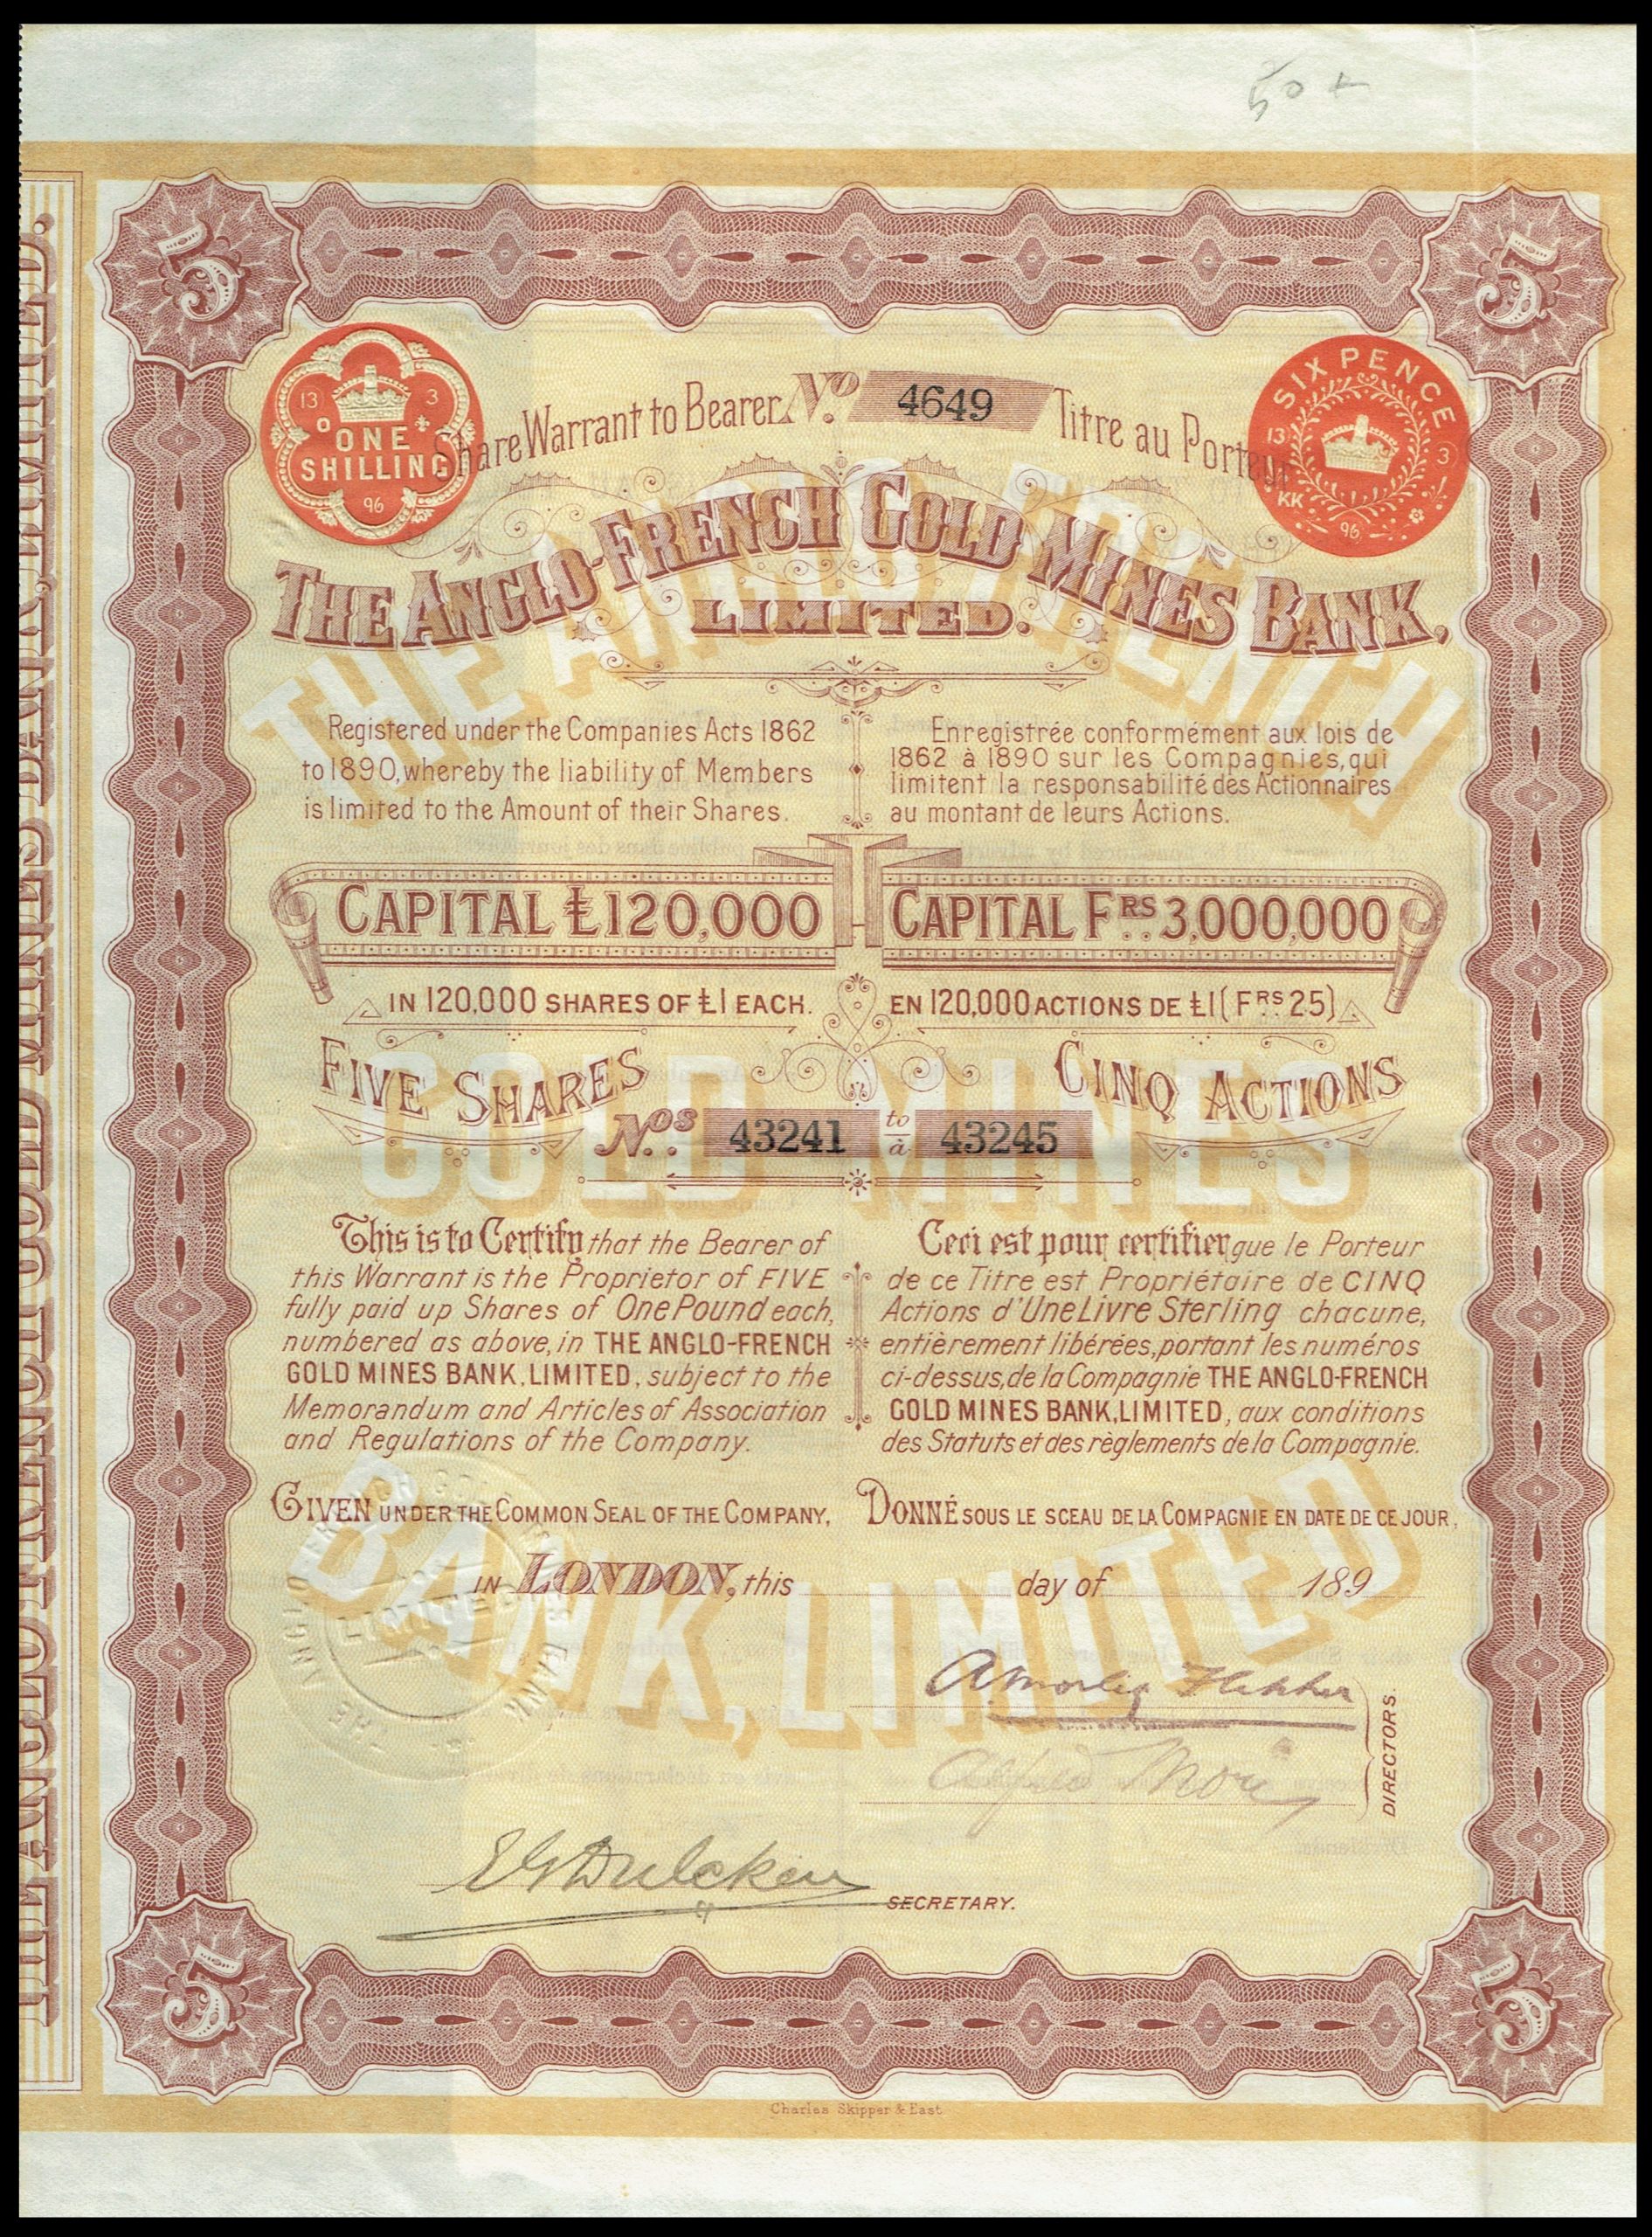 50 +
5
5
13 3
ONE
SHILLING
96
SIX PENCE
13 3
KK
96
Share Warrant to Bearer No. 4649 Titre au Porteur
THE ANGLO-FRENCH GOLD MINES BANK,
LIMITED.
Registered under the Companies Acts 1862
to 1890, whereby the liability of Members
is limited to the Amount of their Shares.
Enregistrée conformément aux lois de
1862 à 1890 sur les Compagnies, qui
limitent la responsabilité des Actionnaires
au montant de leurs Actions.
CAPITAL £120,000
CAPITAL FRS 3,000,000
IN 120,000 SHARES OF £1 EACH.
EN 120,000 ACTIONS DE £1 (FRS 25)
FIVE SHARES
CINQ ACTIONS
Nos. 43241 to/à 43245
This is to Certify that the Bearer of
this Warrant is the Proprietor of FIVE
fully paid up Shares of One Pound each,
numbered as above, in THE ANGLO-FRENCH
GOLD MINES BANK, LIMITED, subject to the
Memorandum and Articles of Association
and Regulations of the Company.
Ceci est pour certifier que le Porteur
de ce Titre est Propriétaire de CINQ
Actions d'Une Livre Sterling chacune,
entièrement libérées, portant les numéros
ci-dessus, de la Compagnie THE ANGLO-FRENCH
GOLD MINES BANK, LIMITED, aux conditions
des Statuts et des règlements de la Compagnie.
GIVEN UNDER THE COMMON SEAL OF THE COMPANY,
DONNÉ SOUS LE SCEAU DE LA COMPAGNIE EN DATE DE CE JOUR,
IN LONDON, this day of 189
DIRECTORS.
E G Dulcken
SECRETARY.
5
5
Charles Skipper & East
THE ANGLO-FRENCH
GOLD MINES
BANK, LIMITED
THE ANGLO-FRENCH GOLD MINES BANK, LIMITED.